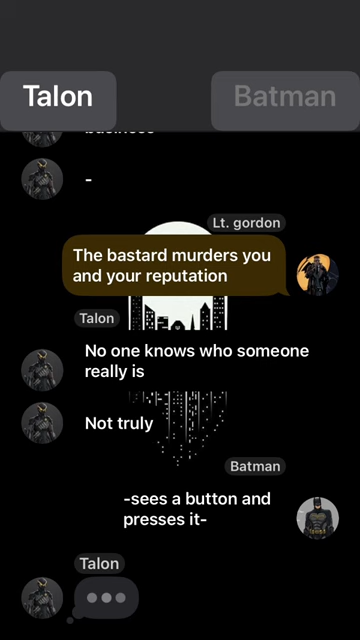 Talon
Batman
business
-
Lt. gordon
The bastard murders you
and your reputation
Talon
No one knows who someone
really is
Not truly
Batman
-sees a button and
presses it-
Talon